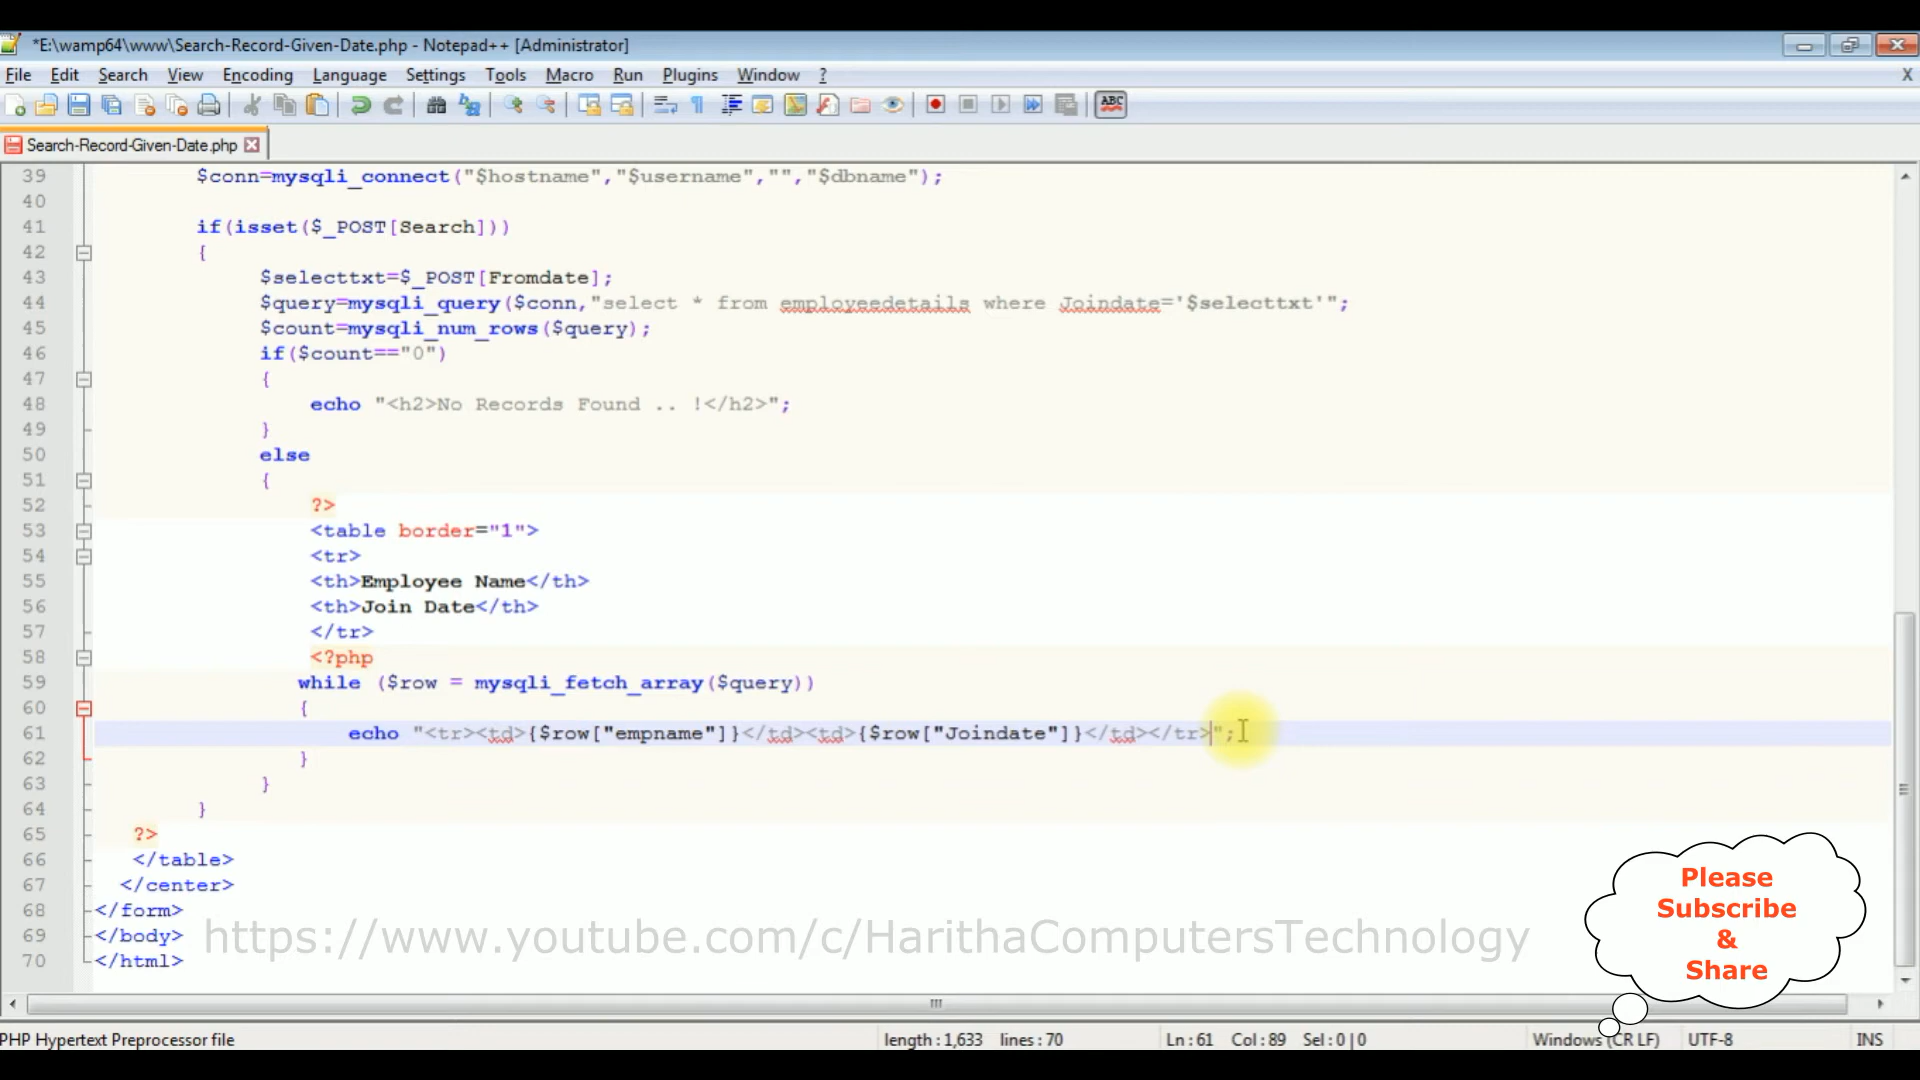 *E:\wamp64\www\Search-Record-Given-Date.php - Notepad++ [Administrator]
File Edit Search View Encoding Language Settings Tools Macro Run Plugins Window ? X
ABC
Search-Record-Given-Date.php
39 $conn=mysqli_connect("$hostname","$username","","$dbname");
40
41 if(isset($_POST[Search]))
42 {
43 $selecttxt=$_POST[Fromdate];
44 $query=mysqli_query($conn,"select * from employeedetails where Joindate='$selecttxt'";
45 $count=mysqli_num_rows($query);
46 if($count=="0")
47 {
48 echo "<h2>No Records Found .. !</h2>";
49 }
50 else
51 {
52 ?>
53 <table border="1">
54 <tr>
55 <th>Employee Name</th>
56 <th>Join Date</th>
57 </tr>
58 <?php
59 while ($row = mysqli_fetch_array($query))
60 {
61 echo "<tr><td>{$row["empname"]}</td><td>{$row["Joindate"]}</td></tr>";
62 }
63 }
64 }
65 ?>
66 </table>
67 </center>
68 </form>
69 </body>
70 </html>
https://www.youtube.com/c/HarithaComputersTechnology
Please
Subscribe
&
Share
PHP Hypertext Preprocessor file length : 1,633 lines : 70 Ln : 61 Col : 89 Sel : 0 | 0 Windows (CR LF) UTF-8 INS